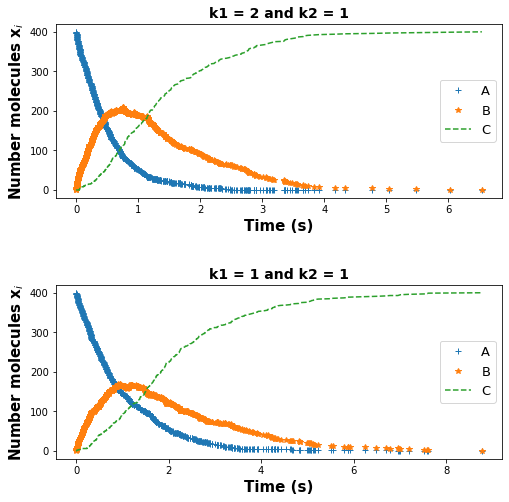 k1 = 2 and k2 = 1
Number molecules x_i
400
300
200
100
0
A
B
C
0 1 2 3 4 5 6
Time (s)
k1 = 1 and k2 = 1
Number molecules x_i
400
300
200
100
0
A
B
C
0 2 4 6 8
Time (s)